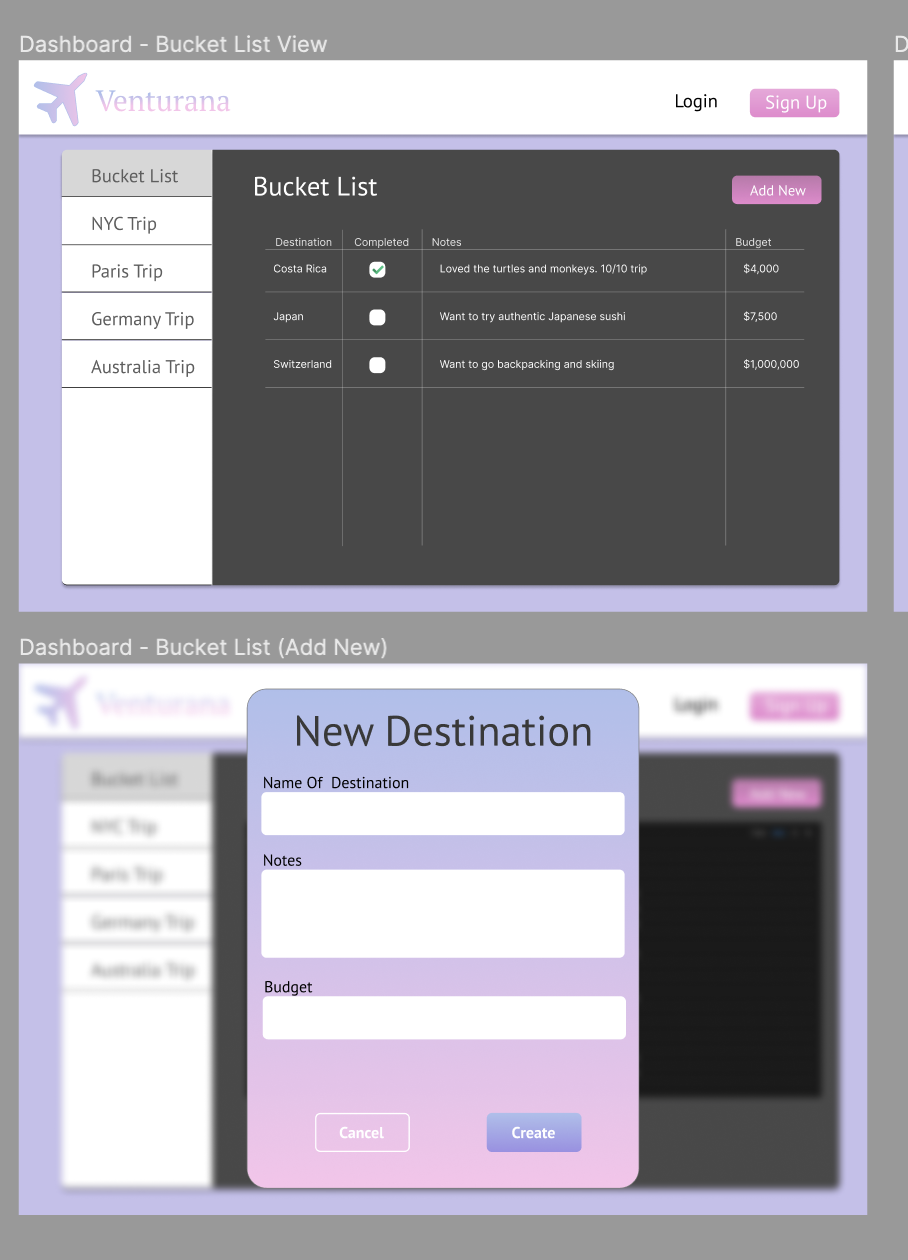 Dashboard - Bucket List View
D
Venturana
Login
Sign Up
Bucket List
NYC Trip
Paris Trip
Germany Trip
Australia Trip
Bucket List
Add New
Destination Completed Notes Budget
Costa Rica Loved the turtles and monkeys. 10/10 trip $4,000
Japan Want to try authentic Japanese sushi $7,500
Switzerland Want to go backpacking and skiing $1,000,000
Dashboard - Bucket List (Add New)
Venturana
Login
Sign Up
Bucket List
NYC Trip
Paris Trip
Germany Trip
Australia Trip
Add New
New Destination
Name Of Destination
Notes
Budget
Cancel
Create